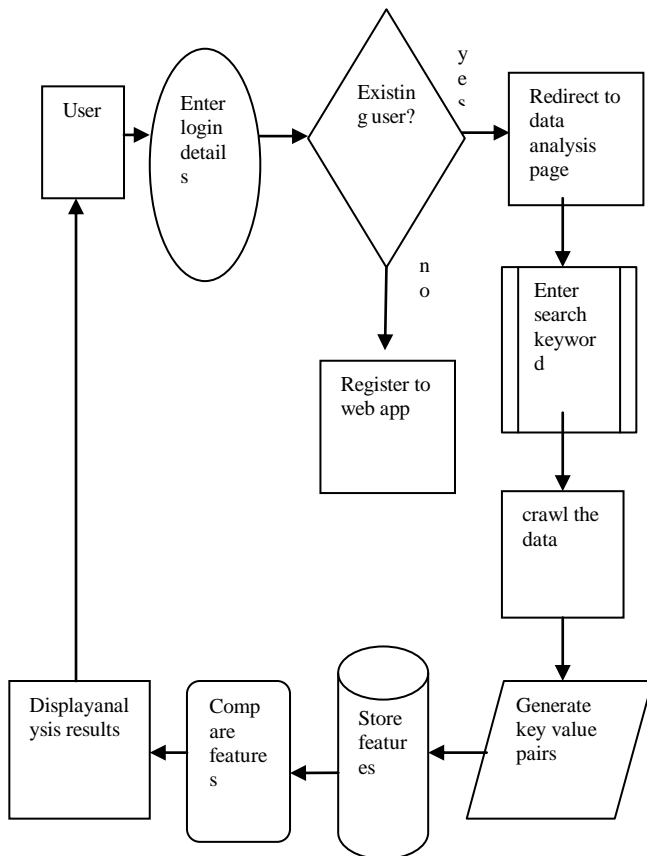 User
Enter
login
detail
s
Existin
g user?
y
e
s
Redirect to
data
analysis
page
n
o
Enter
search
keywor
d
Register to
web app
crawl the
data
Generate
key value
pairs
Store
featur
es
Comp
are
feature
s
Displayanal
ysis results